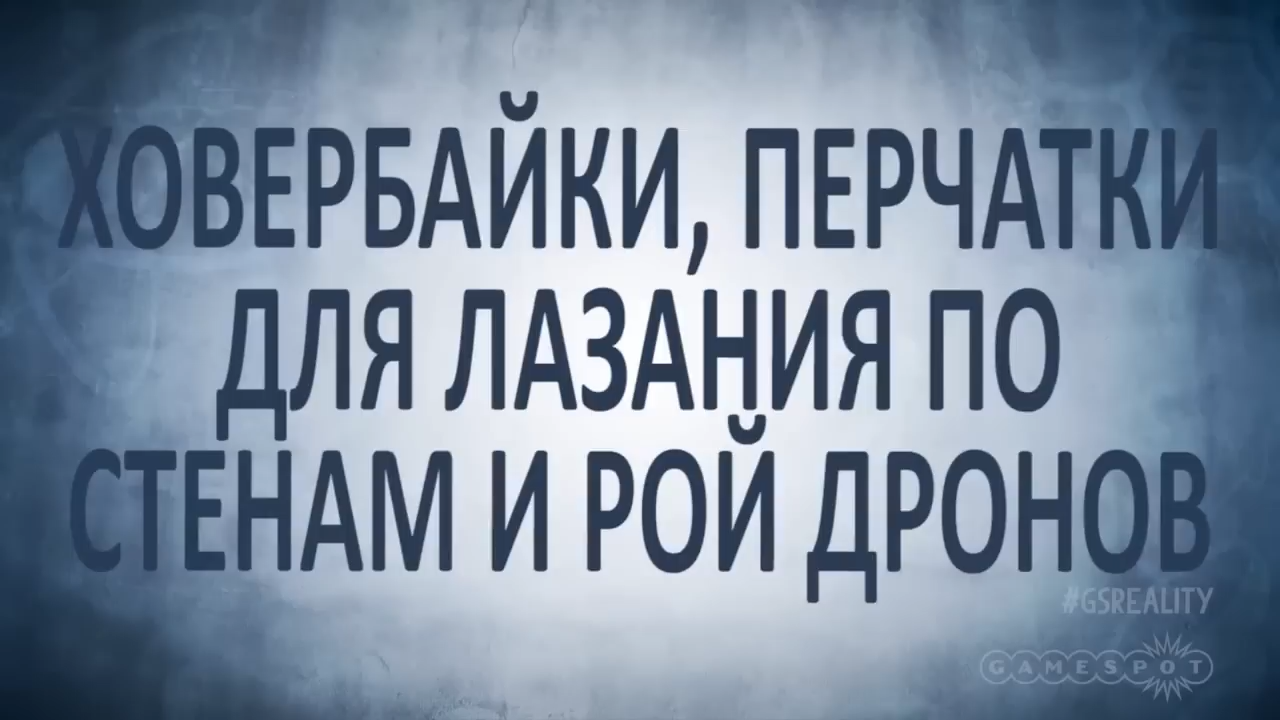 ХОВЕРБАЙКИ, ПЕРЧАТКИ
ДЛЯ ЛАЗАНИЯ ПО
СТЕНАМ И РОЙ ДРОНОВ
#GSREALITY
GAMESPOT